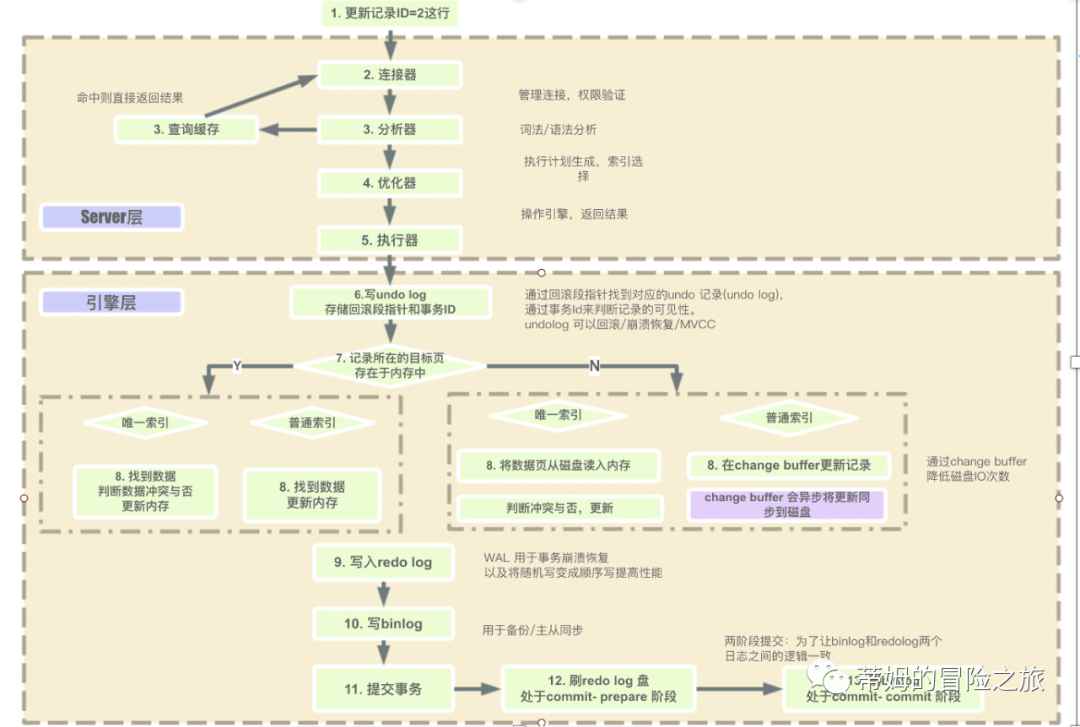 1. 更新记录ID=2这行
2. 连接器
管理连接，权限验证
命中则直接返回结果
3. 查询缓存
3. 分析器
词法/语法分析
执行计划生成，索引选
择
4. 优化器
Server层
操作引擎，返回结果
5. 执行器
引擎层
6.写undo log
存储回滚段指针和事务ID
通过回滚段指针找到对应的undo 记录(undo log)，
通过事务Id来判断记录的可见性。
undolog 可以回滚/崩溃恢复/MVCC
7. 记录所在的目标页
存在于内存中
Y
N
唯一索引
普通索引
8. 找到数据
判断数据冲突与否
更新内存
8. 找到数据
更新内存
唯一索引
普通索引
8. 将数据页从磁盘读入内存
8. 在change buffer更新记录
判断冲突与否，更新
change buffer 会异步将更新同
步到磁盘
通过change buffer
降低磁盘IO次数
9. 写入redo log
WAL 用于事务崩溃恢复
以及将随机写变成顺序写提高性能
10. 写binlog
用于备份/主从同步
两阶段提交：为了让binlog和redolog两个
日志之间的逻辑一致
11. 提交事务
12. 刷redo log 盘
处于commit- prepare 阶段
处于commit- commit 阶段
蒂姆的冒险之旅